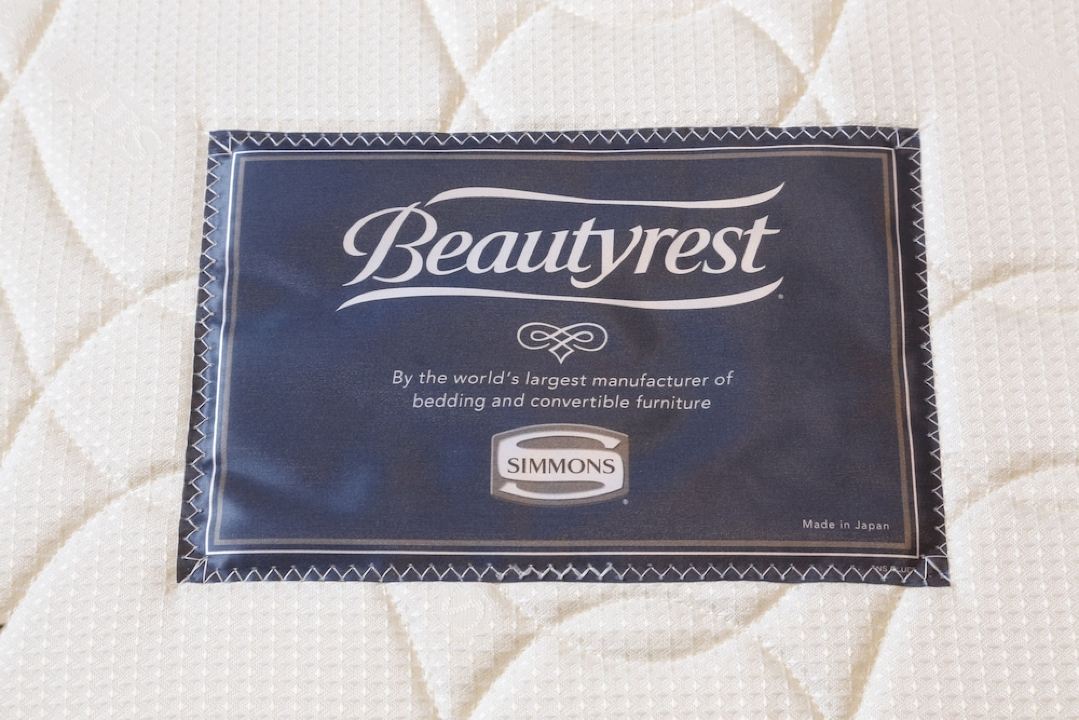 Beautyrest
By the world's largest manufacturer of
bedding and convertible furniture
SIMMONS
Made in Japan